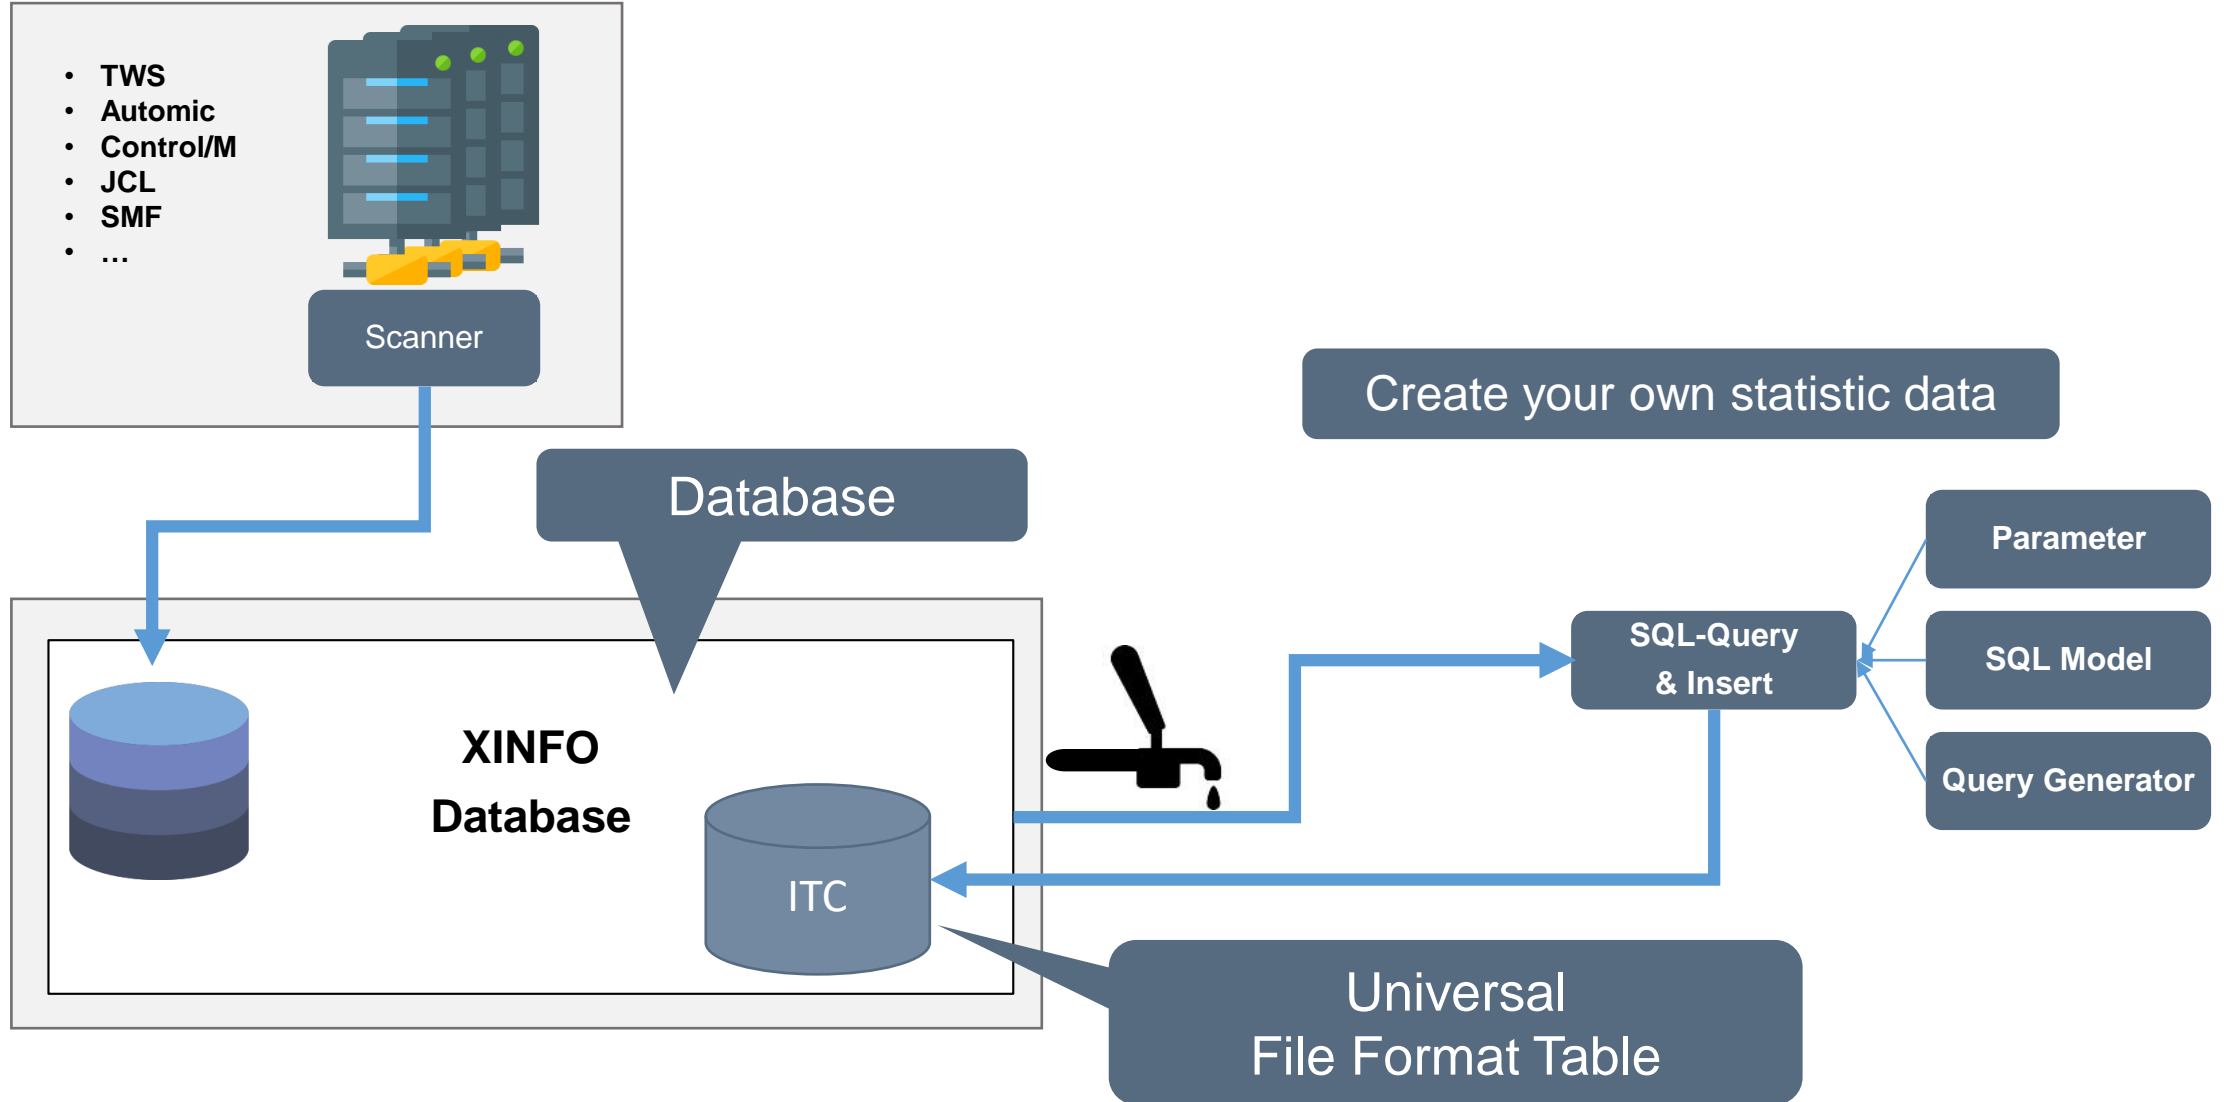 • TWS
• Automic
• Control/M
• JCL
• SMF
• …
Scanner
Create your own statistic data
Database
Parameter
SQL-Query
& Insert
SQL Model
Query Generator
XINFO
Database
ITC
Universal
File Format Table